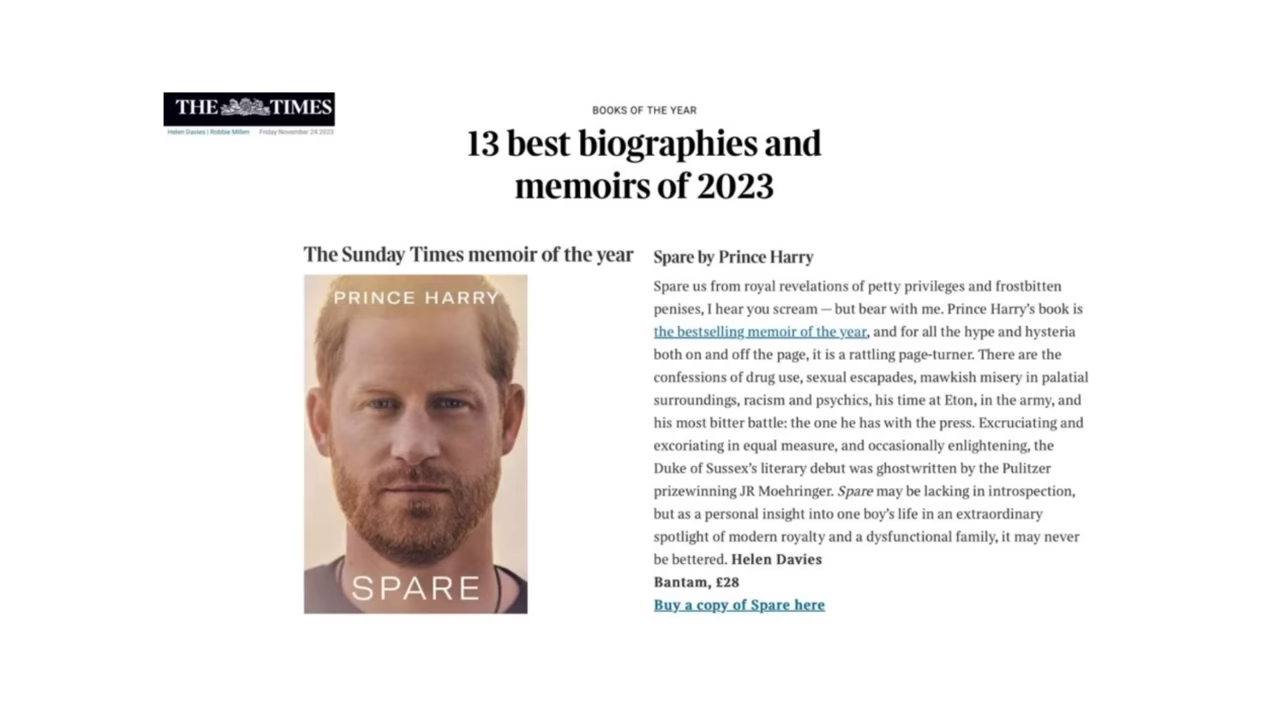 THE TIMES
Helen Davies | Robbie Millen Friday November 24 2023
BOOKS OF THE YEAR
13 best biographies and
memoirs of 2023
The Sunday Times memoir of the year
PRINCE HARRY
SPARE
Spare by Prince Harry
Spare us from royal revelations of petty privileges and frostbitten
penises, I hear you scream — but bear with me. Prince Harry's book is
the bestselling memoir of the year, and for all the hype and hysteria
both on and off the page, it is a rattling page-turner. There are the
confessions of drug use, sexual escapades, mawkish misery in palatial
surroundings, racism and psychics, his time at Eton, in the army, and
his most bitter battle: the one he has with the press. Excruciating and
excoriating in equal measure, and occasionally enlightening, the
Duke of Sussex's literary debut was ghostwritten by the Pulitzer
prizewinning JR Moehringer. Spare may be lacking in introspection,
but as a personal insight into one boy's life in an extraordinary
spotlight of modern royalty and a dysfunctional family, it may never
be bettered. Helen Davies
Bantam, £28
Buy a copy of Spare here